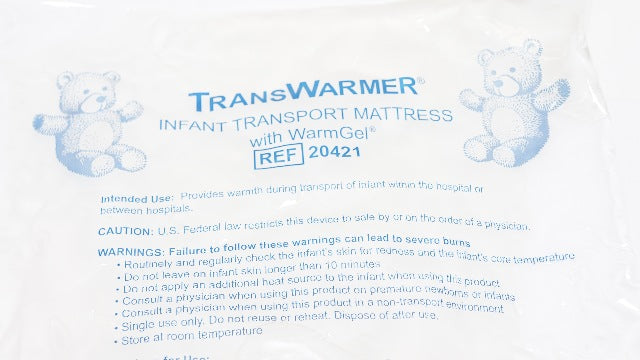 TRANSWARMER®
INFANT TRANSPORT MATTRESS
with WarmGel®
REF 20421
Intended Use: Provides warmth during transport of infant within the hospital or
between hospitals.
CAUTION: U.S. Federal law restricts this device to sale by or on the order of a physician.
WARNINGS: Failure to follow these warnings can lead to severe burns
• Routinely and regularly check the infant's skin for redness and the infant's core temperature
• Do not leave on infant skin longer than 10 minutes
• Do not apply an additional heat source to the infant when using this product
• Consult a physician when using this product on premature newborns or infants
• Consult a physician when using this product in a non-transport environment
• Single use only. Do not reuse or reheat. Dispose of after use.
• Store at room temperature
for Use: